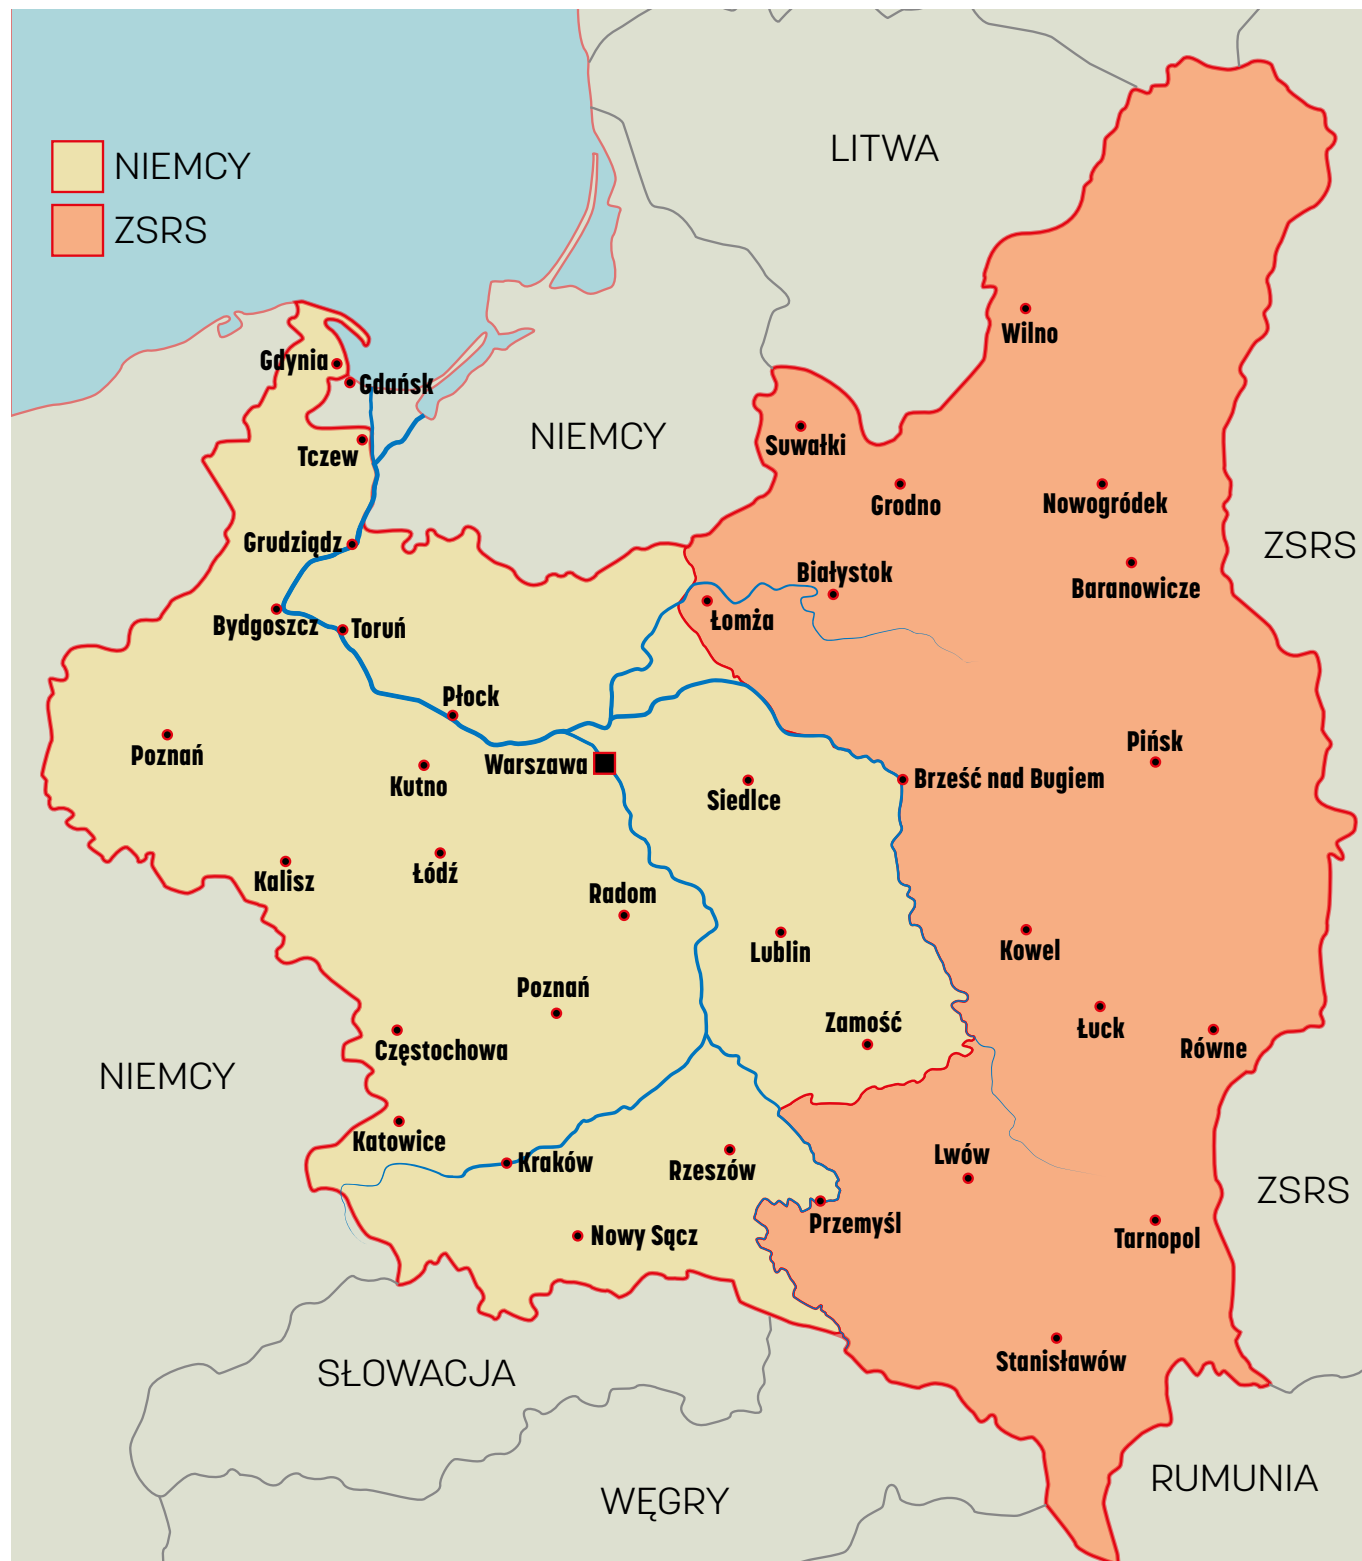 LITWA
NIEMCY
ZSRS
Wilno
Gdynia
Gdańsk
NIEMCY
Tczew
Suwałki
Grodno
Nowogródek
Grudziądz
ZSRS
Białystok
Baranowicze
Łomża
Bydgoszcz
Toruń
Płock
Poznań
Pińsk
Warszawa
Kutno
Siedlce
Brześć nad Bugiem
Kalisz
Łódź
Radom
Lublin
Kowel
Poznań
Zamość
Łuck
Równe
Częstochowa
NIEMCY
Katowice
Kraków
Rzeszów
Lwów
ZSRS
Przemyśl
Nowy Sącz
Tarnopol
Stanisławów
SŁOWACJA
RUMUNIA
WĘGRY